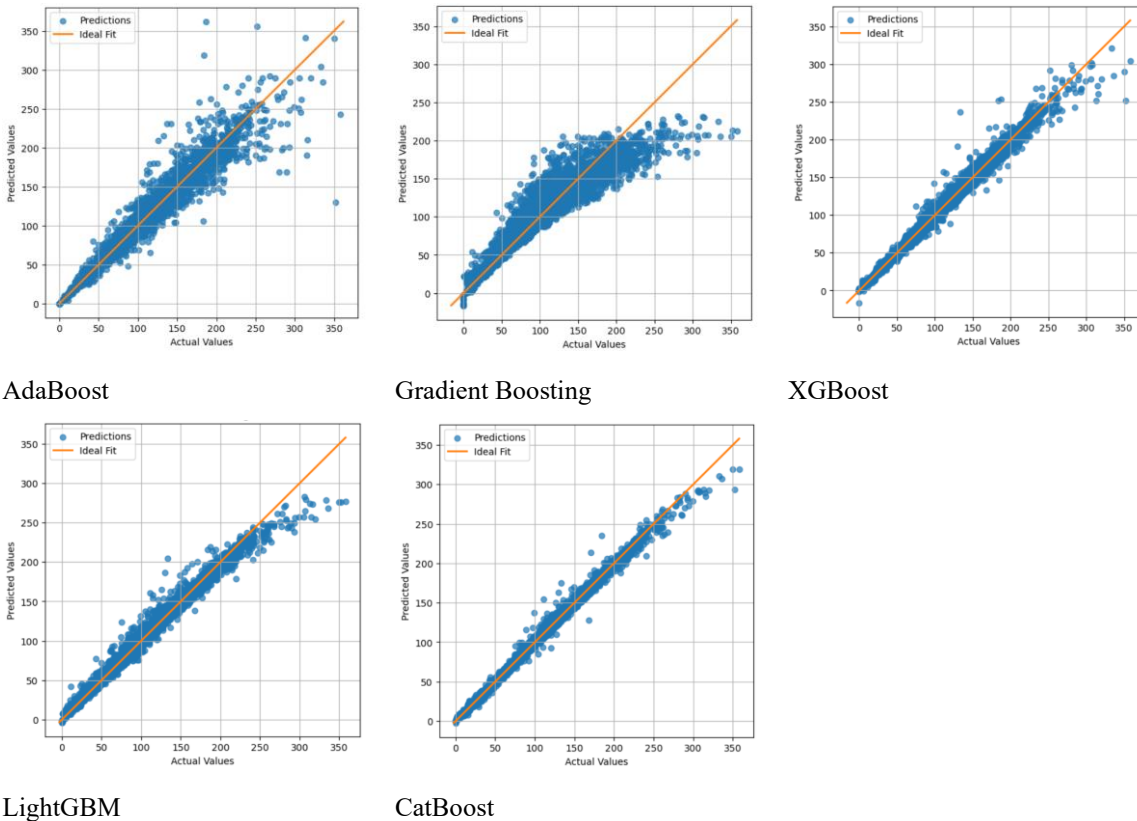 Predictions
Ideal Fit
350
300
250
200
150
100
50
0
Predicted Values
0 50 100 150 200 250 300 350
Actual Values
Predictions
Ideal Fit
350
300
250
200
150
100
50
0
Predicted Values
0 50 100 150 200 250 300 350
Actual Values
Predictions
Ideal Fit
350
300
250
200
150
100
50
0
Predicted Values
0 50 100 150 200 250 300 350
Actual Values
AdaBoost Gradient Boosting XGBoost
Predictions
Ideal Fit
350
300
250
200
150
100
50
0
Predicted Values
0 50 100 150 200 250 300 350
Actual Values
Predictions
Ideal Fit
350
300
250
200
150
100
50
0
Predicted Values
0 50 100 150 200 250 300 350
Actual Values
LightGBM CatBoost